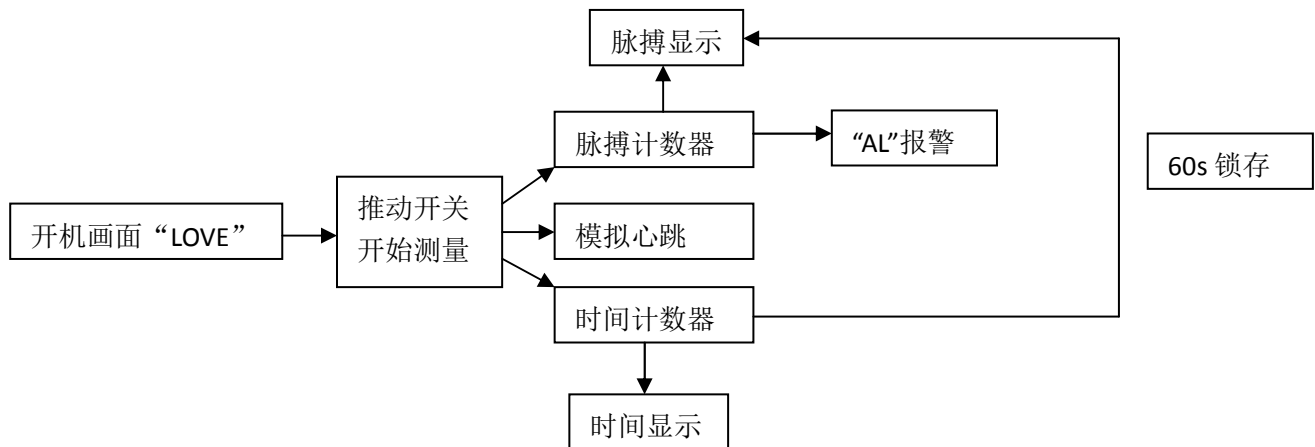 脉搏显示
脉搏计数器
“AL”报警
60s 锁存
推动开关
开始测量
开机画面“LOVE”
模拟心跳
时间计数器
时间显示